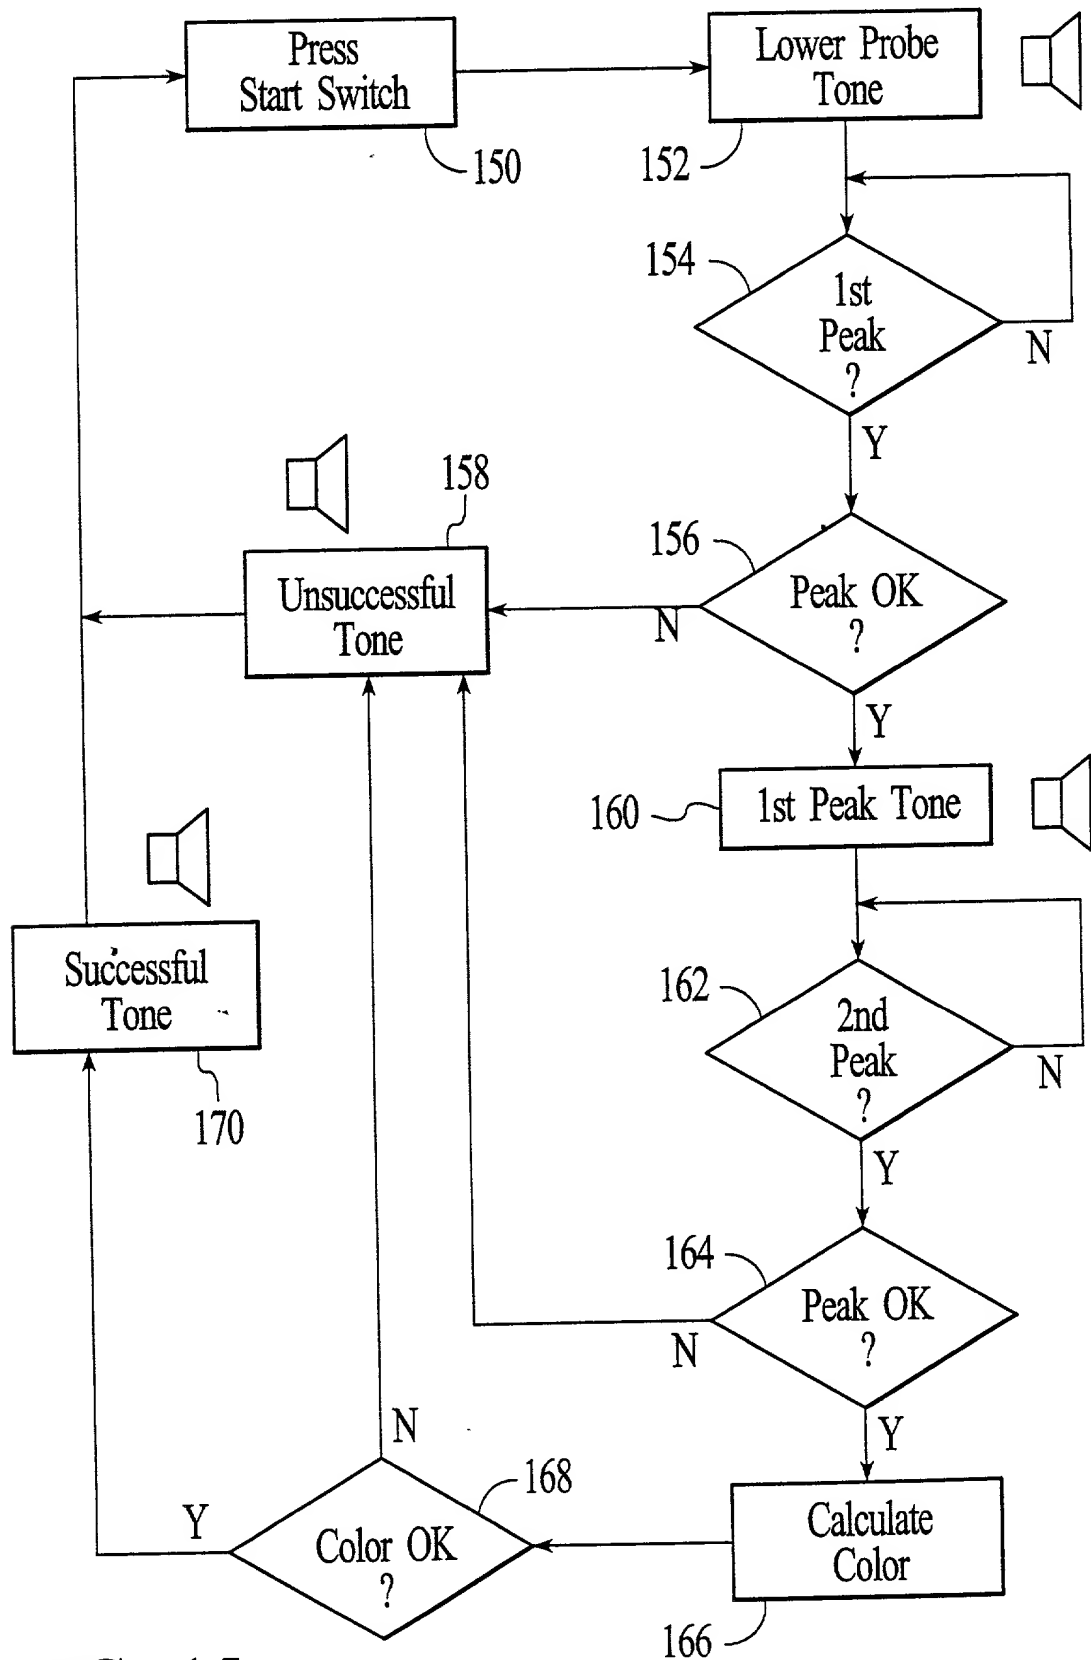 Press
Start Switch
150
Lower Probe
Tone
152
154
1st
Peak
?
N
Y
156
Peak OK
?
N
Y
158
Unsuccessful
Tone
160
1st Peak Tone
162
2nd
Peak
?
N
Y
164
Peak OK
?
N
Y
166
Calculate
Color
168
Color OK
?
N
Y
170
Successful
Tone